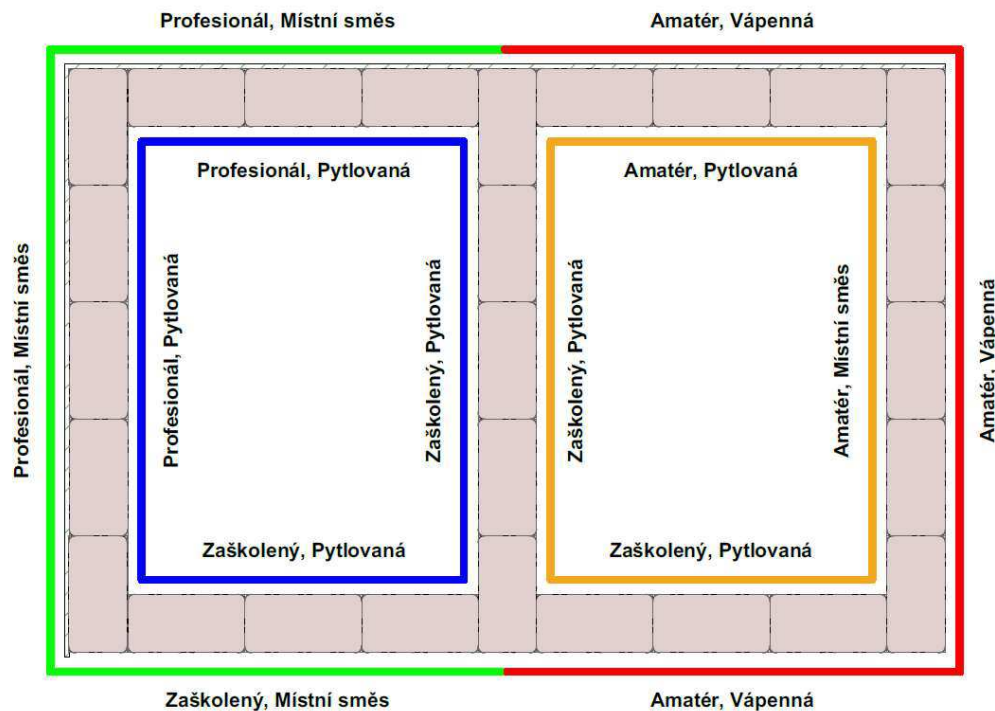 Profesionál, Místní směs
Amatér, Vápenná
Profesionál, Pytlovaná
Amatér, Pytlovaná
Profesionál, Místní směs
Profesionál, Pytlovaná
Zaškolený, Pytlovaná
Zaškolený, Pytlovaná
Amatér, Místní směs
Amatér, Vápenná
Zaškolený, Pytlovaná
Zaškolený, Pytlovaná
Zaškolený, Místní směs
Amatér, Vápenná